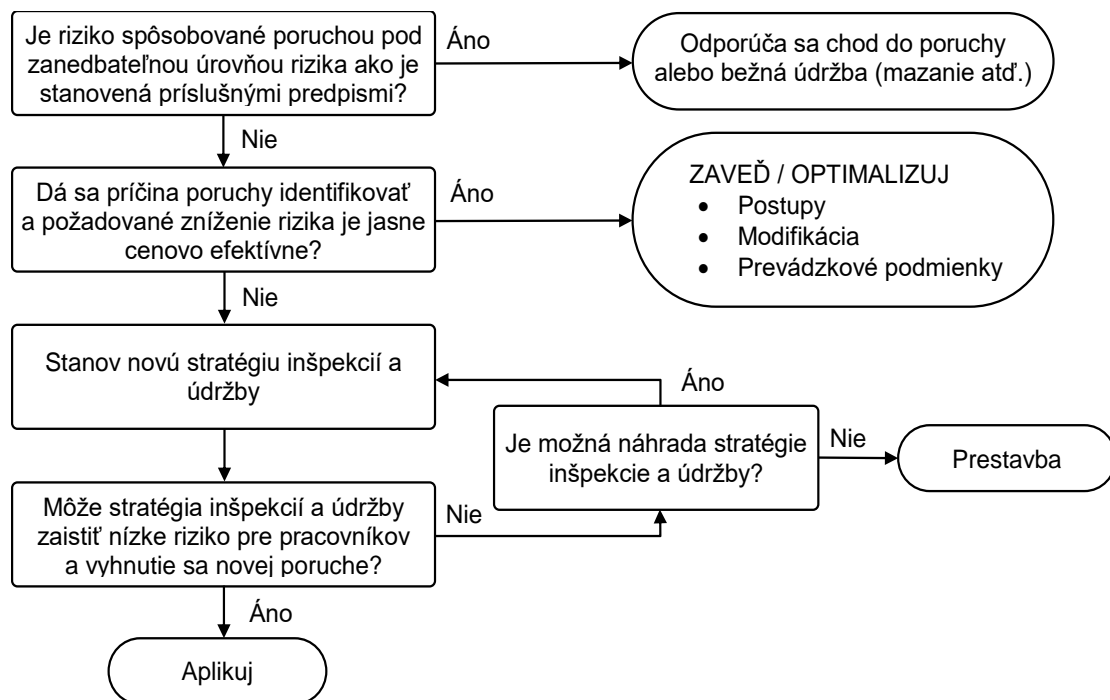 Je riziko spôsobované poruchou pod
zanedbateľnou úrovňou rizika ako je
stanovená príslušnými predpismi?
Áno
Odporúča sa chod do poruchy
alebo bežná údržba (mazanie atď.)
Nie
Dá sa príčina poruchy identifikovať
a požadované zníženie rizika je jasne
cenovo efektívne?
Áno
ZAVEĎ / OPTIMALIZUJ
• Postupy
• Modifikácia
• Prevádzkové podmienky
Nie
Stanov novú stratégiu inšpekcií a
údržby
Áno
Je možná náhrada stratégie
inšpekcie a údržby?
Nie
Prestavba
Môže stratégia inšpekcií a údržby
zaistiť nízke riziko pre pracovníkov
a vyhnutie sa novej poruche?
Nie
Áno
Aplikuj